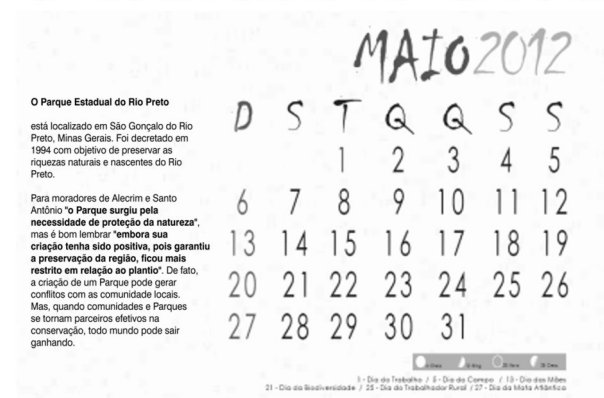 MAIO 2012
O Parque Estadual do Rio Preto
está localizado em São Gonçalo do Rio
Preto, Minas Gerais. Foi decretado em
1994 com objetivo de preservar as
riquezas naturais e nascentes do Rio
Preto.
Para moradores de Alecrim e Santo
Antônio "o Parque surgiu pela
necessidade de proteção da natureza",
mas é bom lembrar "embora sua
criação tenha sido positiva, pois garantiu
a preservação da região, ficou mais
restrito em relação ao plantio". De fato,
a criação de um Parque pode gerar
conflitos com as comunidade locais.
Mas, quando comunidades e Parques
se tornam parceiros efetivos na
conservação, todo mundo pode sair
ganhando.
D S T Q Q S S
1 2 3 4 5
6 7 8 9 10 11 12
13 14 15 16 17 18 19
20 21 22 23 24 25 26
27 28 29 30 31
1 - Dia do Trabalho / 5 - Dia do Campo / 13 - Dia das Mães
21 - Dia da Biodiversidade / 25 - Dia do Trabalhador Rural / 27 - Dia da Mata Atlântica